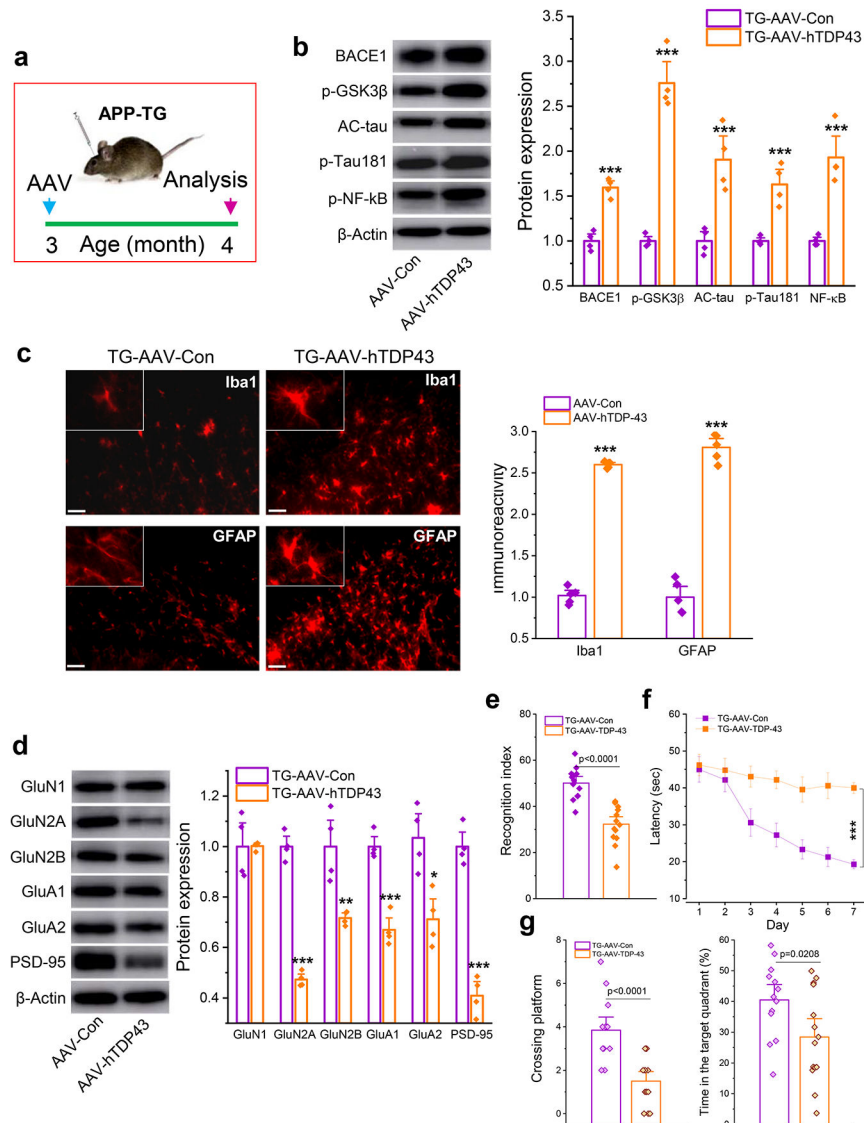 a
APP-TG
AAV
Analysis
3
Age (month)
4
b
BACE1
p-GSK3β
AC-tau
p-Tau181
p-NF-kB
β-Actin
AAV-Con
AAV-hTDP43
TG-AAV-Con
TG-AAV-hTDP43
Protein expression
3.5
3.0
2.5
2.0
1.5
1.0
0.5
***
***
***
***
***
BACE1
p-GSK3β
AC-tau
p-Tau181
NF-κB
c
TG-AAV-Con
TG-AAV-hTDP43
Iba1
Iba1
GFAP
GFAP
AAV-Con
AAV-hTDP-43
Immunoreactivity
3.0
2.5
2.0
1.5
1.0
0.5
***
***
Iba1
GFAP
d
GluN1
GluN2A
GluN2B
GluA1
GluA2
PSD-95
β-Actin
AAV-Con
AAV-hTDP43
TG-AAV-Con
TG-AAV-hTDP43
Protein expression
1.2
1.0
0.8
0.6
0.4
***
**
***
*
***
GluN1
GluN2A
GluN2B
GluA1
GluA2
PSD-95
e
TG-AAV-Con
TG-AAV-TDP-43
Recognition index
80
60
40
20
0
p<0.0001
f
TG-AAV-Con
TG-AAV-TDP-43
Latency (sec)
60
50
40
30
20
10
***
1 2 3 4 5 6 7
Day
g
TG-AAV-Con
TG-AAV-TDP-43
Crossing platform
8
6
4
2
0
p<0.0001
Time in the target quadrant (%)
60
50
40
30
20
10
0
p=0.0208